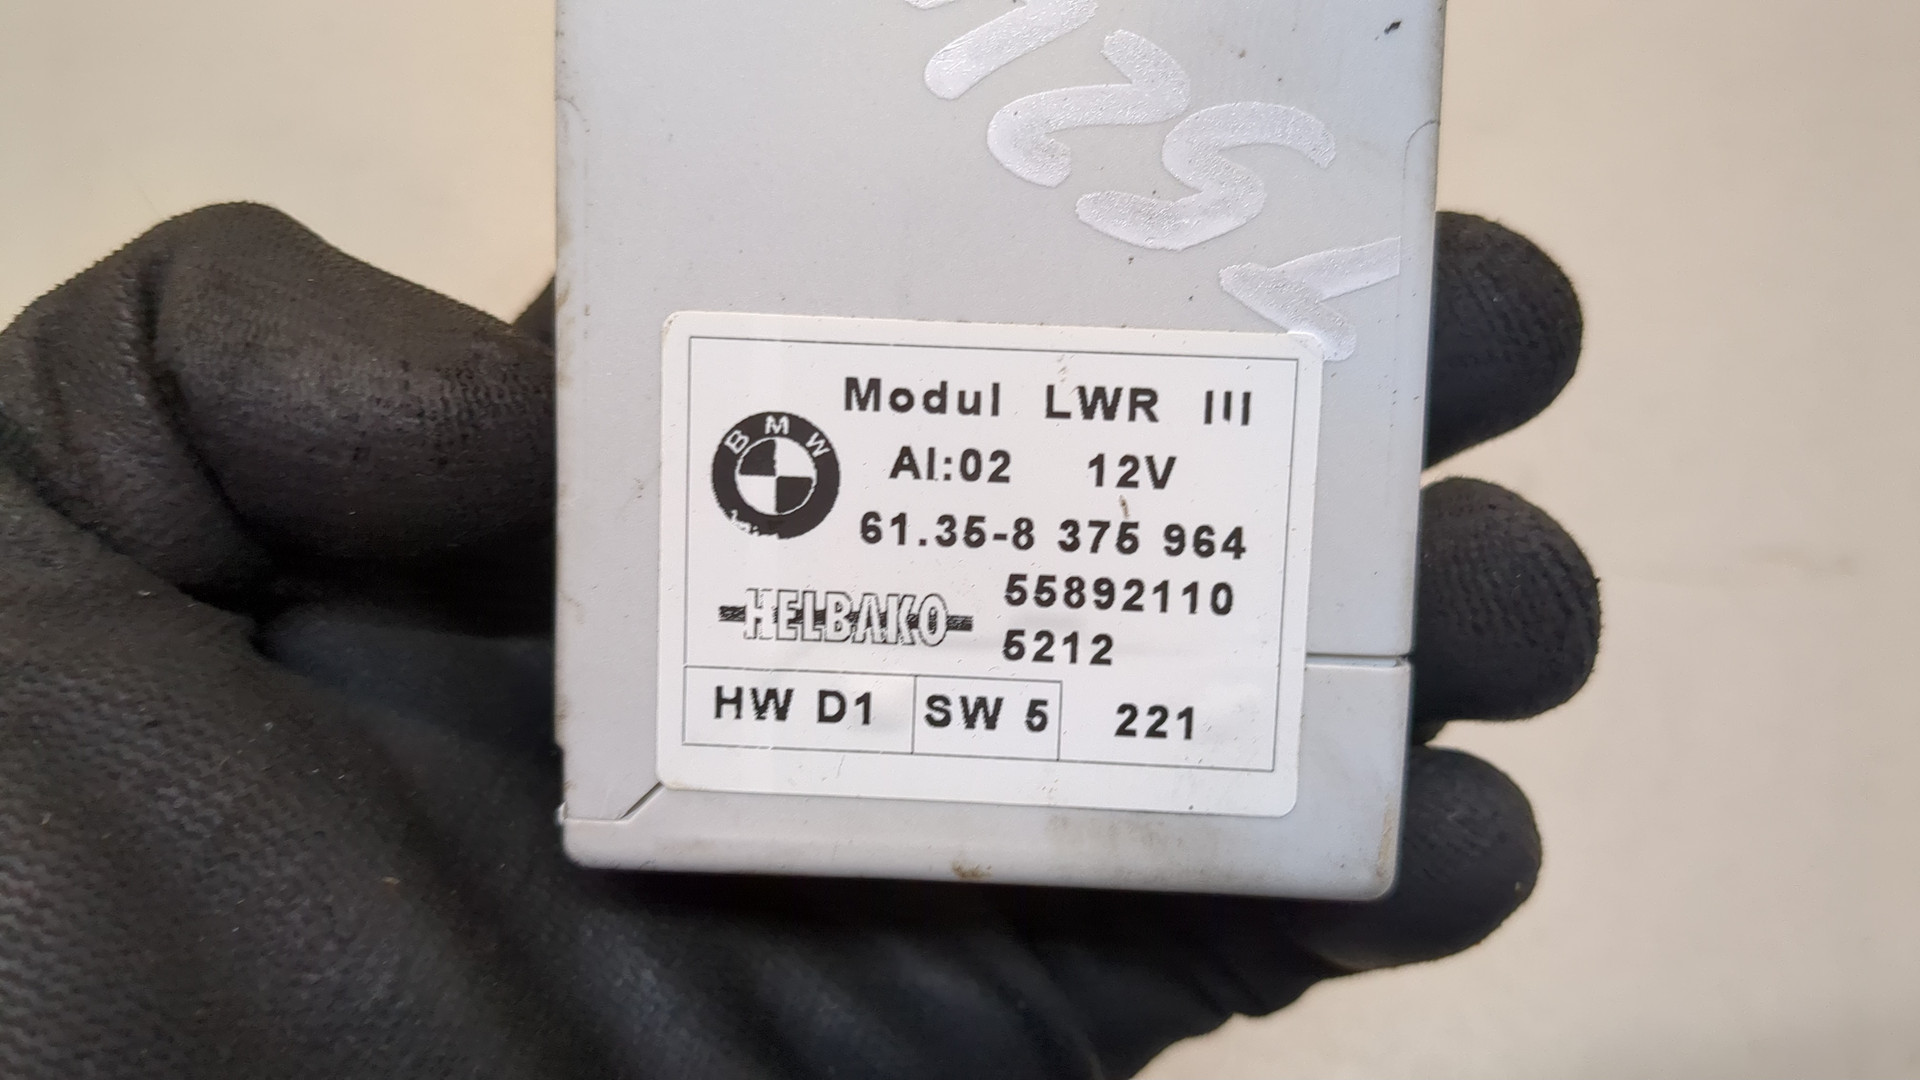 Modul LWR III
BMW
AI:02 12V
61.35-8 375 964
HELBAKO
55892110
5212
HW D1 SW 5 221